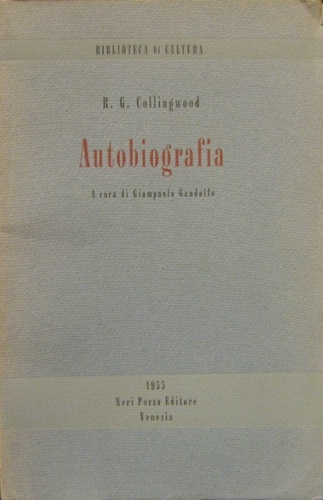 BIBLIOTECA DI CULTURA
R. G. Collingwood
Autobiografia
A cura di Giampaolo Gandolfo
1955
Neri Pozza Editore
Venezia